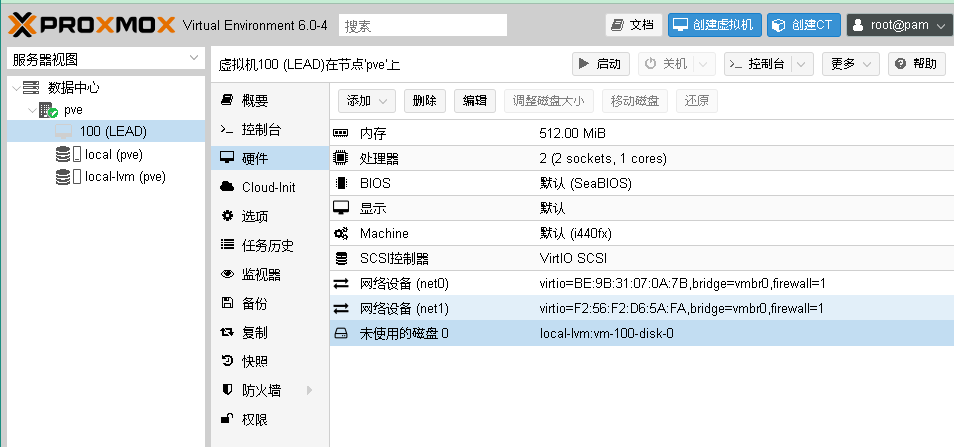 PROXMOX Virtual Environment 6.0-4 搜索 文档 创建虚拟机 创建CT root@pam
服务器视图
数据中心
pve
100 (LEAD)
local (pve)
local-lvm (pve)
虚拟机100 (LEAD)在节点'pve'上 启动 关机 控制台 更多 帮助
概要
控制台
硬件
Cloud-Init
选项
任务历史
监视器
备份
复制
快照
防火墙
权限
添加 删除 编辑 调整磁盘大小 移动磁盘 还原
内存 512.00 MiB
处理器 2 (2 sockets, 1 cores)
BIOS 默认 (SeaBIOS)
显示 默认
Machine 默认 (i440fx)
SCSI控制器 VirtIO SCSI
网络设备 (net0) virtio=BE:9B:31:07:0A:7B,bridge=vmbr0,firewall=1
网络设备 (net1) virtio=F2:56:F2:D6:5A:FA,bridge=vmbr0,firewall=1
未使用的磁盘 0 local-lvm:vm-100-disk-0